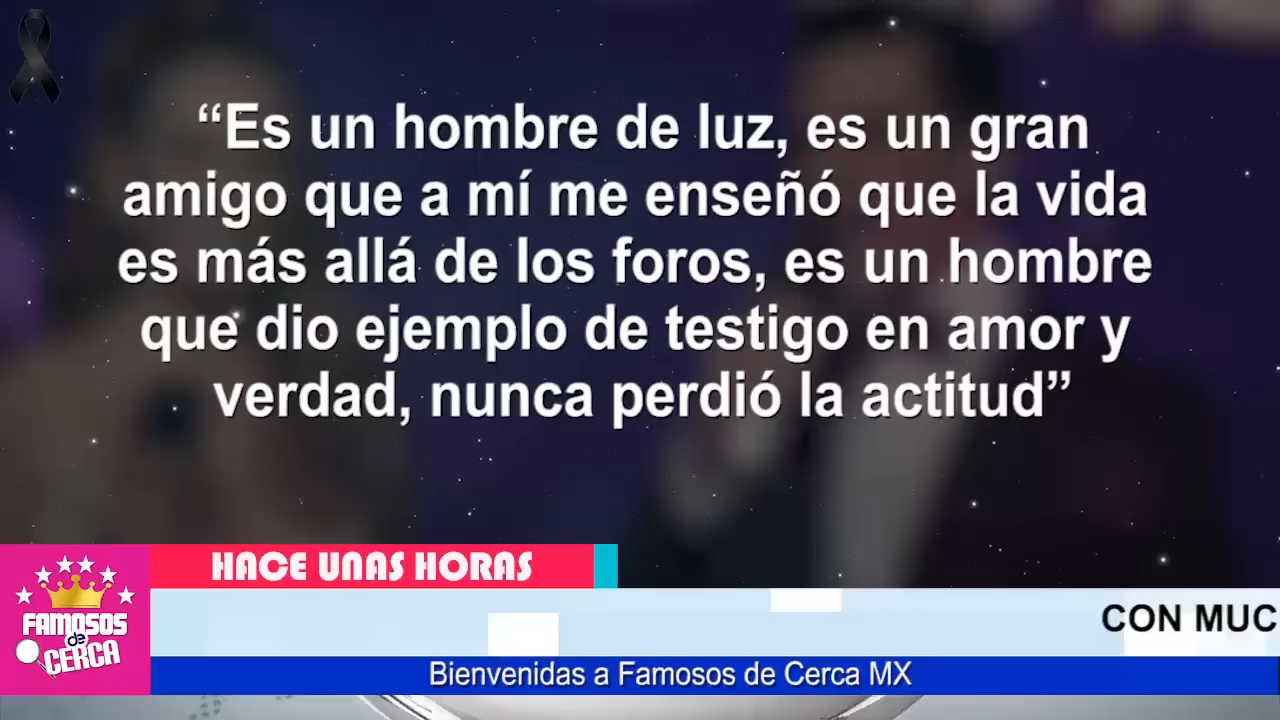 “Es un hombre de luz, es un gran
amigo que a mí me enseñó que la vida
es más allá de los foros, es un hombre
que dio ejemplo de testigo en amor y
verdad, nunca perdió la actitud”
HACE UNAS HORAS
FAMOSOS
de
CERCA
CON MUC
Bienvenidas a Famosos de Cerca MX